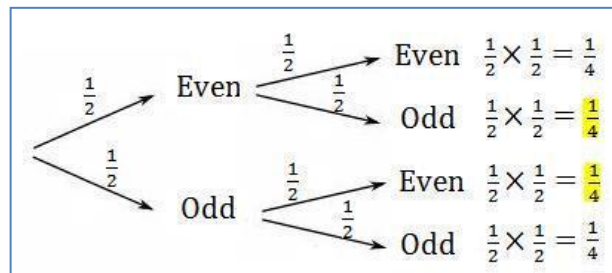 1/2 Even 1/2 Even 1/2 × 1/2 = 1/4
1/2 Odd 1/2 × 1/2 = 1/4
1/2 Odd 1/2 Even 1/2 × 1/2 = 1/4
1/2 Odd 1/2 × 1/2 = 1/4